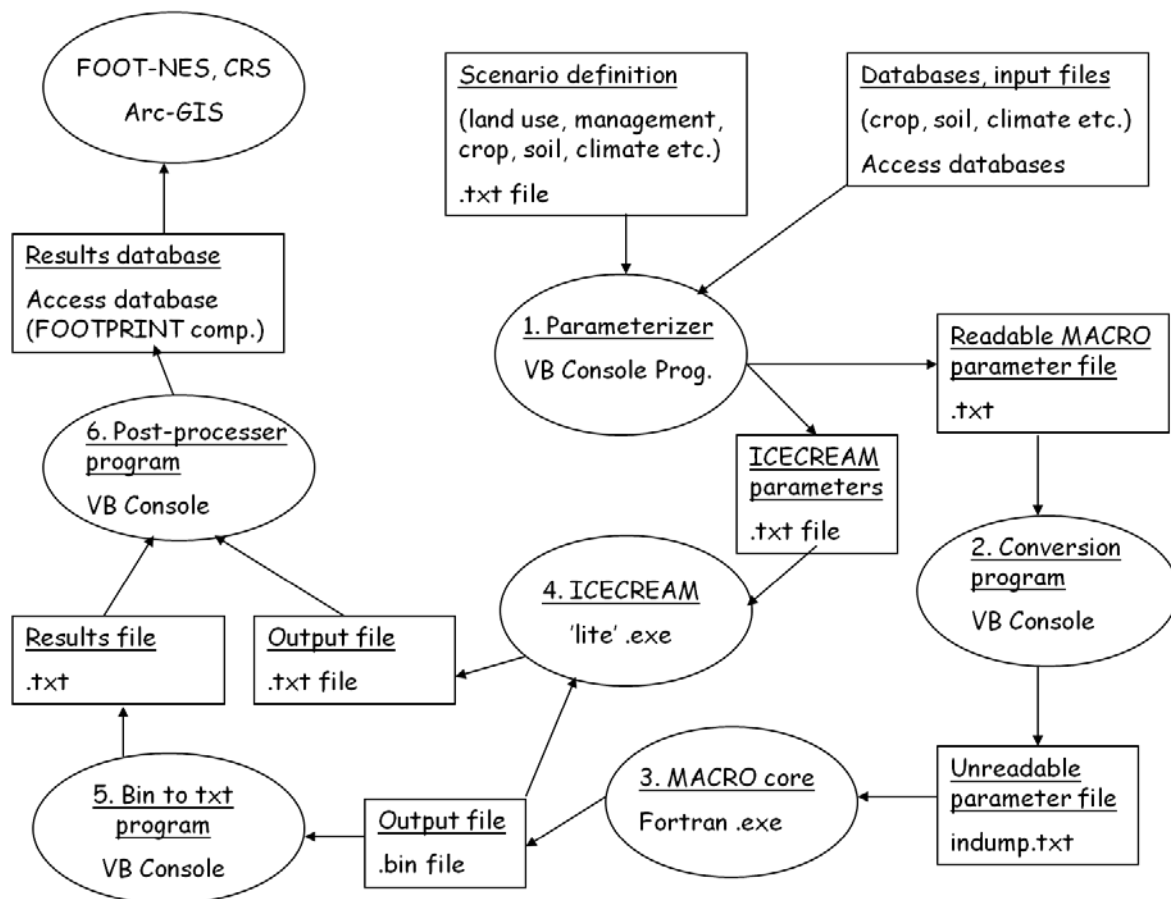 FOOT-NES, CRS
Arc-GIS
Scenario definition
(land use, management,
crop, soil, climate etc.)
.txt file
Databases, input files
(crop, soil, climate etc.)
Access databases
Results database
Access database
(FOOTPRINT comp.)
1. Parameterizer
VB Console Prog.
Readable MACRO
parameter file
.txt
6. Post-processer
program
VB Console
ICECREAM
parameters
.txt file
2. Conversion
program
VB Console
4. ICECREAM
'lite' .exe
Results file
.txt
Output file
.txt file
5. Bin to txt
program
VB Console
Output file
.bin file
3. MACRO core
Fortran .exe
Unreadable
parameter file
indump.txt